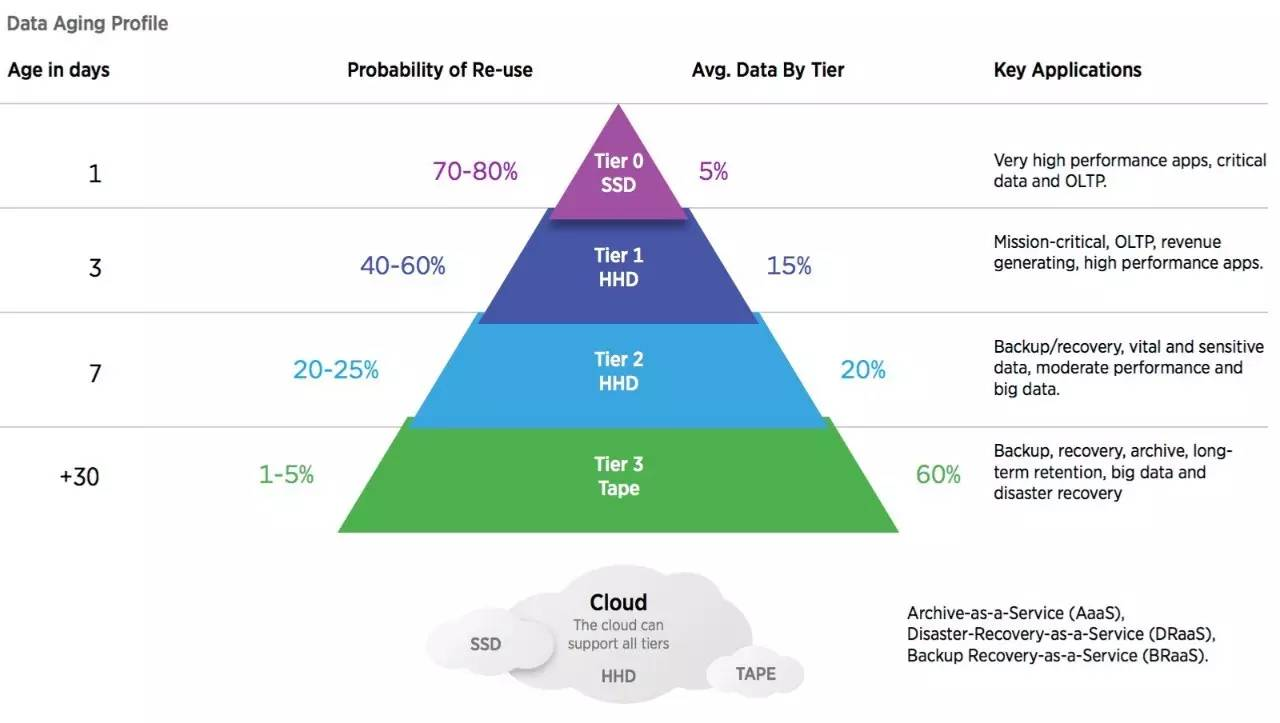 Data Aging Profile
Age in days
Probability of Re-use
Avg. Data By Tier
Key Applications
1
70-80%
Tier 0
SSD
5%
Very high performance apps, critical
data and OLTP.
3
40-60%
Tier 1
HHD
15%
Mission-critical, OLTP, revenue
generating, high performance apps.
7
20-25%
Tier 2
HHD
20%
Backup/recovery, vital and sensitive
data, moderate performance and
big data.
+30
1-5%
Tier 3
Tape
60%
Backup, recovery, archive, long-
term retention, big data and
disaster recovery
Cloud
The cloud can
support all tiers
SSD
HHD
TAPE
Archive-as-a-Service (AaaS),
Disaster-Recovery-as-a-Service (DRaaS),
Backup Recovery-as-a-Service (BRaaS).